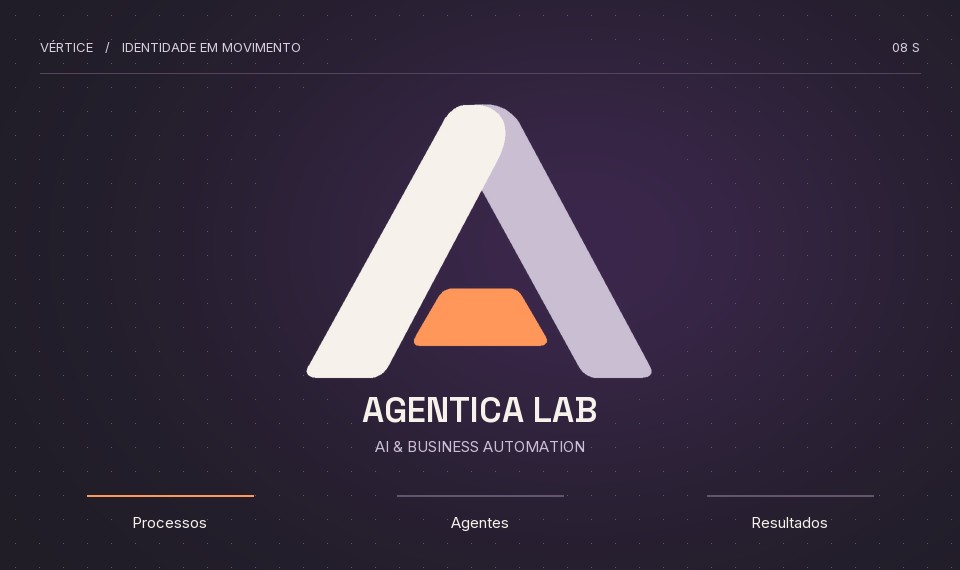 VÉRTICE / IDENTIDADE EM MOVIMENTO
08 S
AGENTICA LAB
AI & BUSINESS AUTOMATION
Processos
Agentes
Resultados